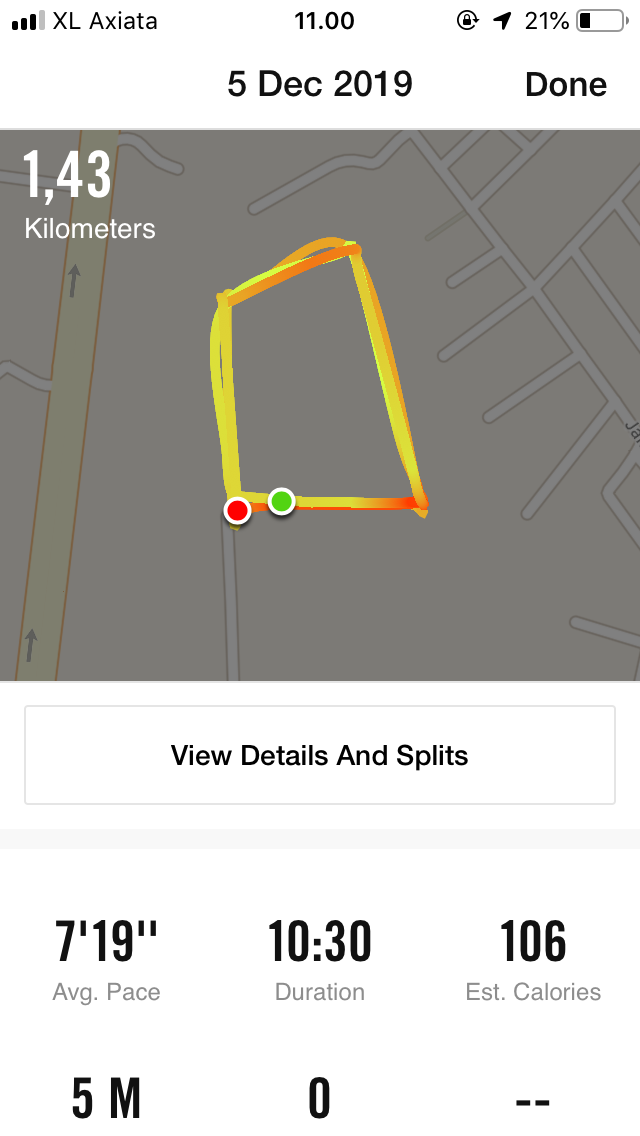 XL Axiata 11.00 21%
5 Dec 2019 Done
1,43
Kilometers
View Details And Splits
7'19'' 10:30 106
Avg. Pace Duration Est. Calories
5 M 0 --